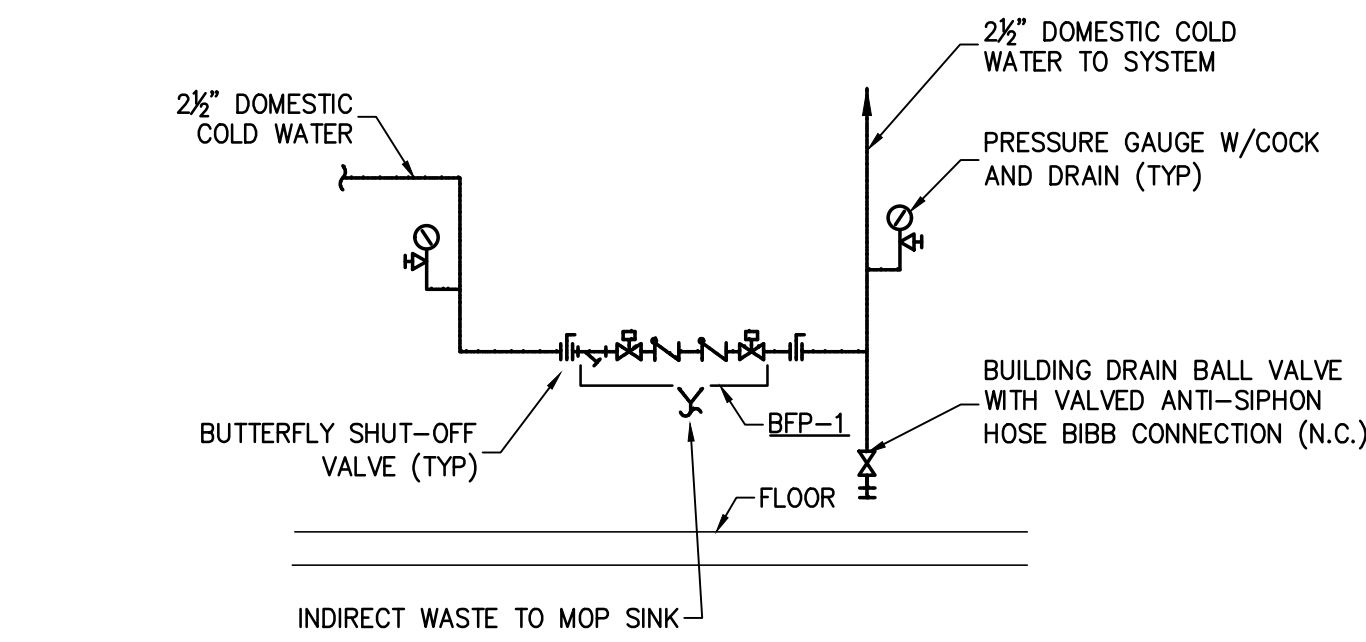 2½" DOMESTIC
COLD WATER
2½" DOMESTIC COLD
WATER TO SYSTEM
PRESSURE GAUGE W/COCK
AND DRAIN (TYP)
BUTTERFLY SHUT-OFF
VALVE (TYP)
BFP-1
BUILDING DRAIN BALL VALVE
WITH VALVED ANTI-SIPHON
HOSE BIBB CONNECTION (N.C.)
FLOOR
INDIRECT WASTE TO MOP SINK